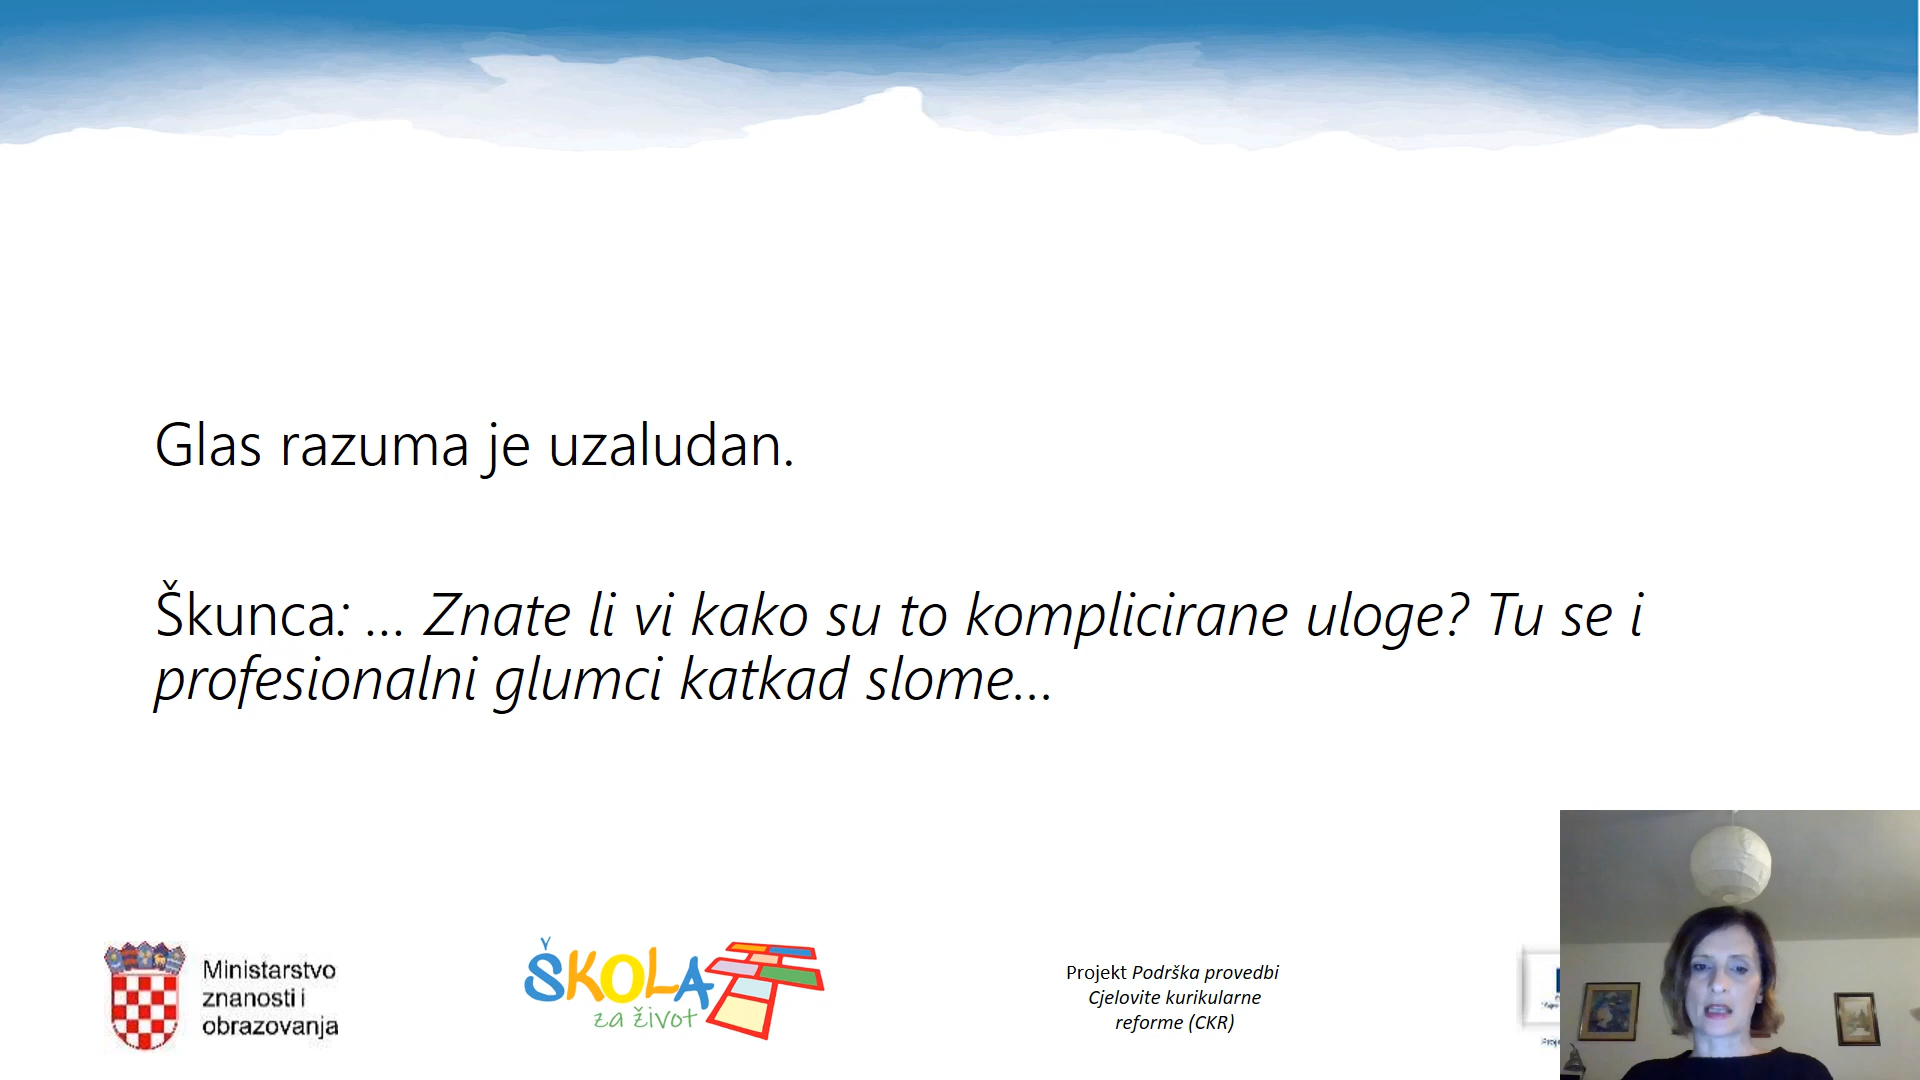 Glas razuma je uzaludan.
Škunca: ... Znate li vi kako su to komplicirane uloge? Tu se i
profesionalni glumci katkad slome...
Ministarstvo
znanosti i
obrazovanja
ŠKOLA
za život
Projekt Podrška provedbi
Cjelovite kurikularne
reforme (CKR)